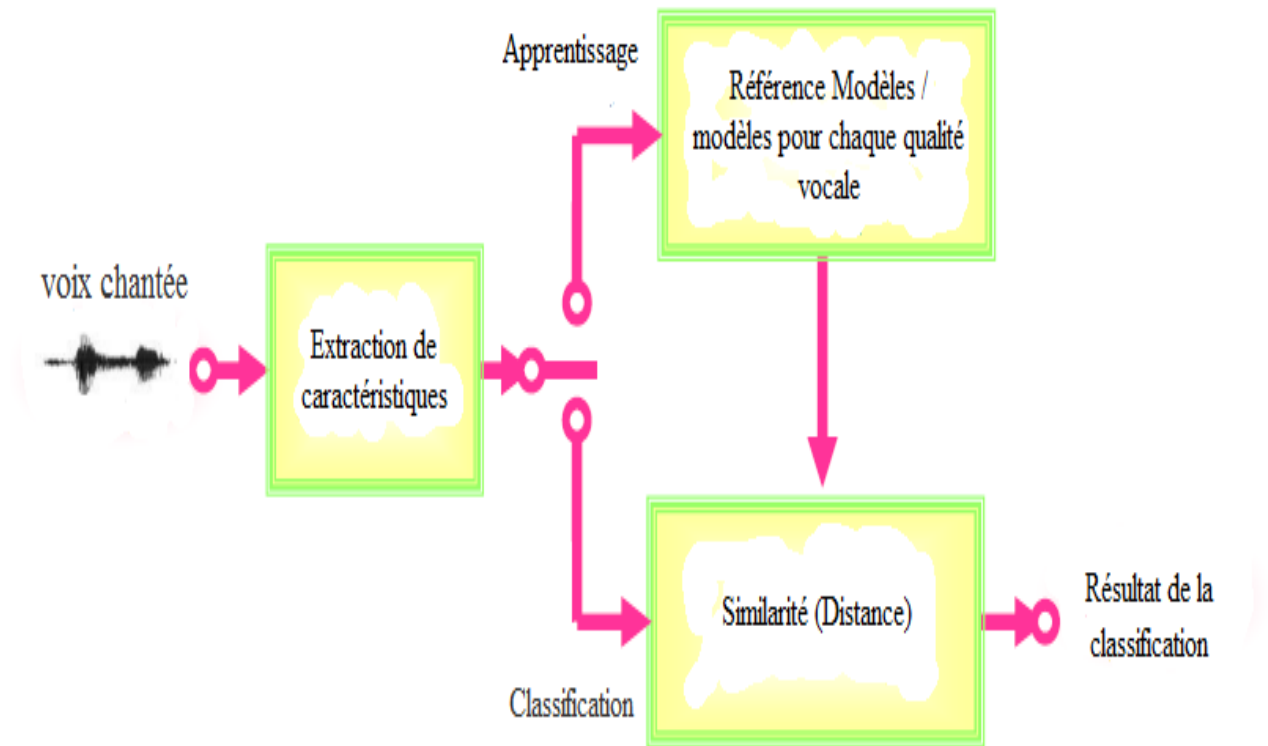 voix chantée
Extraction de
caractéristiques
Apprentissage
Référence Modèles /
modèles pour chaque qualité
vocale
Classification
Similarité (Distance)
Résultat de la
classification